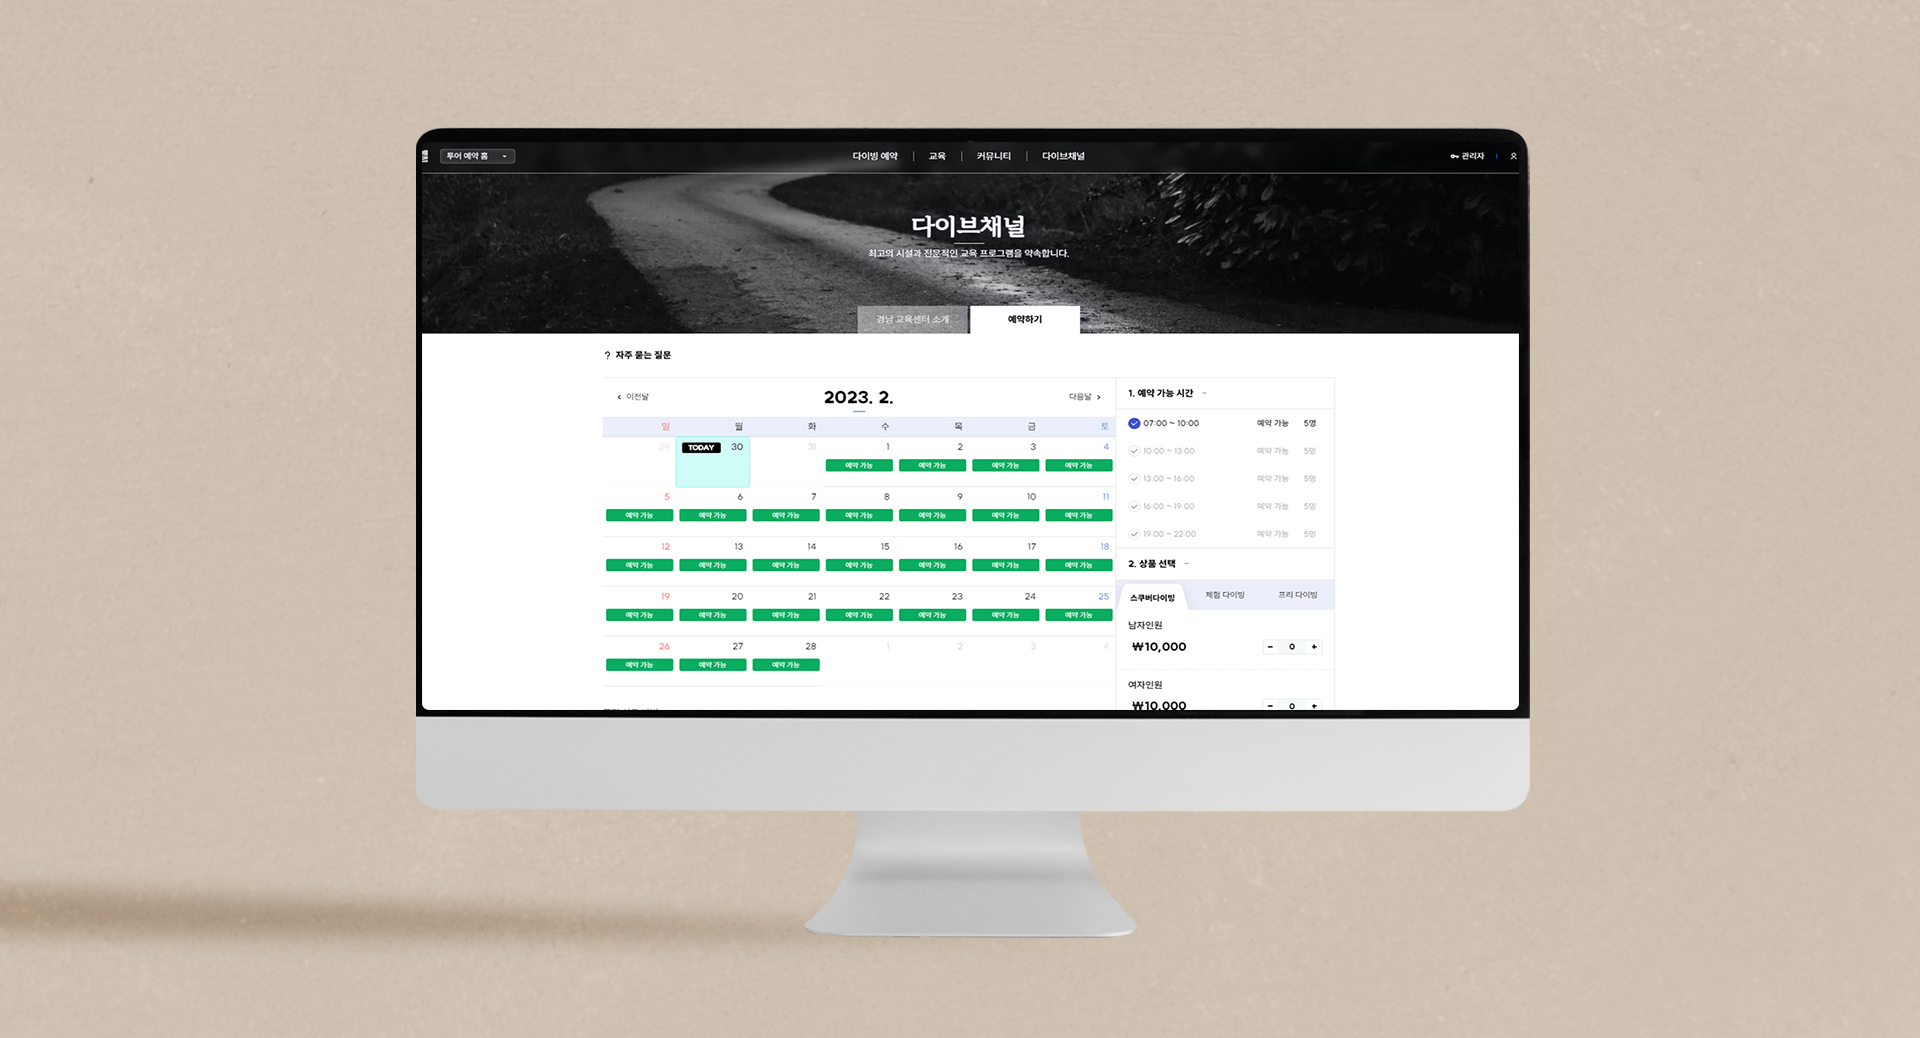 투어 예약 홈
다이빙 예약 | 교육 | 커뮤니티 | 다이브채널
관리자
다이브채널
최고의 시설과 전문적인 교육 프로그램을 약속합니다.
경남 교육센터 소개 예약하기
? 자주 묻는 질문
이전달 2023. 2. 다음달
일 월 화 수 목 금 토
29 TODAY 30 31 1 2 3 4
예약 가능 예약 가능 예약 가능 예약 가능
5 6 7 8 9 10 11
예약 가능 예약 가능 예약 가능 예약 가능 예약 가능 예약 가능 예약 가능
12 13 14 15 16 17 18
예약 가능 예약 가능 예약 가능 예약 가능 예약 가능 예약 가능 예약 가능
19 20 21 22 23 24 25
예약 가능 예약 가능 예약 가능 예약 가능 예약 가능 예약 가능 예약 가능
26 27 28 1 2 3 4
예약 가능 예약 가능 예약 가능
1. 예약 가능 시간 -
07:00 ~ 10:00 예약 가능 5명
10:00 ~ 13:00 예약 가능 5명
13:00 ~ 16:00 예약 가능 5명
16:00 ~ 19:00 예약 가능 5명
19:00 ~ 22:00 예약 가능 5명
2. 상품 선택 -
스쿠버다이빙 체험 다이빙 프리 다이빙
남자인원
₩10,000 - 0 +
여자인원
₩10,000 - 0 +